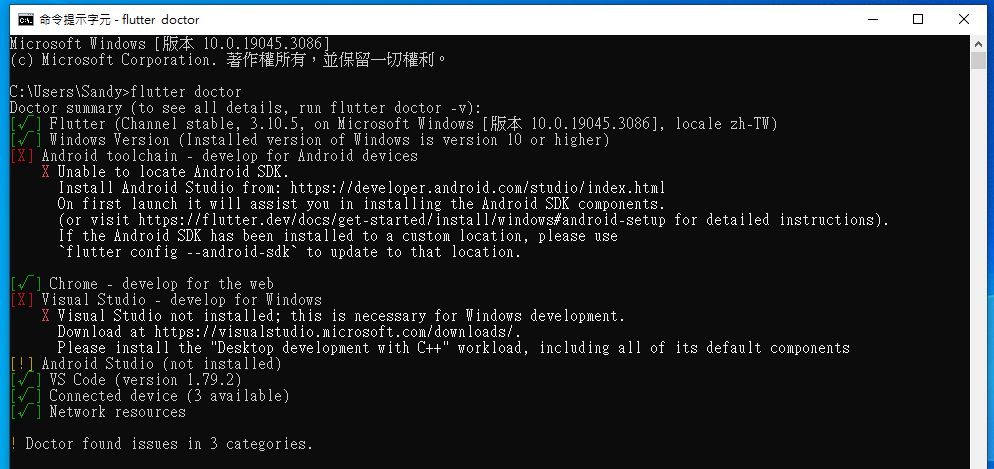 命令提示字元 - flutter doctor
Microsoft Windows [版本 10.0.19045.3086]
(c) Microsoft Corporation. 著作權所有，並保留一切權利。
C:\Users\Sandy>flutter doctor
Doctor summary (to see all details, run flutter doctor -v):
[√] Flutter (Channel stable, 3.10.5, on Microsoft Windows [版本 10.0.19045.3086], locale zh-TW)
[√] Windows Version (Installed version of Windows is version 10 or higher)
[X] Android toolchain - develop for Android devices
X Unable to locate Android SDK.
Install Android Studio from: https://developer.android.com/studio/index.html
On first launch it will assist you in installing the Android SDK components.
(or visit https://flutter.dev/docs/get-started/install/windows#android-setup for detailed instructions).
If the Android SDK has been installed to a custom location, please use
`flutter config --android-sdk` to update to that location.
[√] Chrome - develop for the web
[X] Visual Studio - develop for Windows
X Visual Studio not installed; this is necessary for Windows development.
Download at https://visualstudio.microsoft.com/downloads/.
Please install the "Desktop development with C++" workload, including all of its default components
[!] Android Studio (not installed)
[√] VS Code (version 1.79.2)
[√] Connected device (3 available)
[√] Network resources
! Doctor found issues in 3 categories.